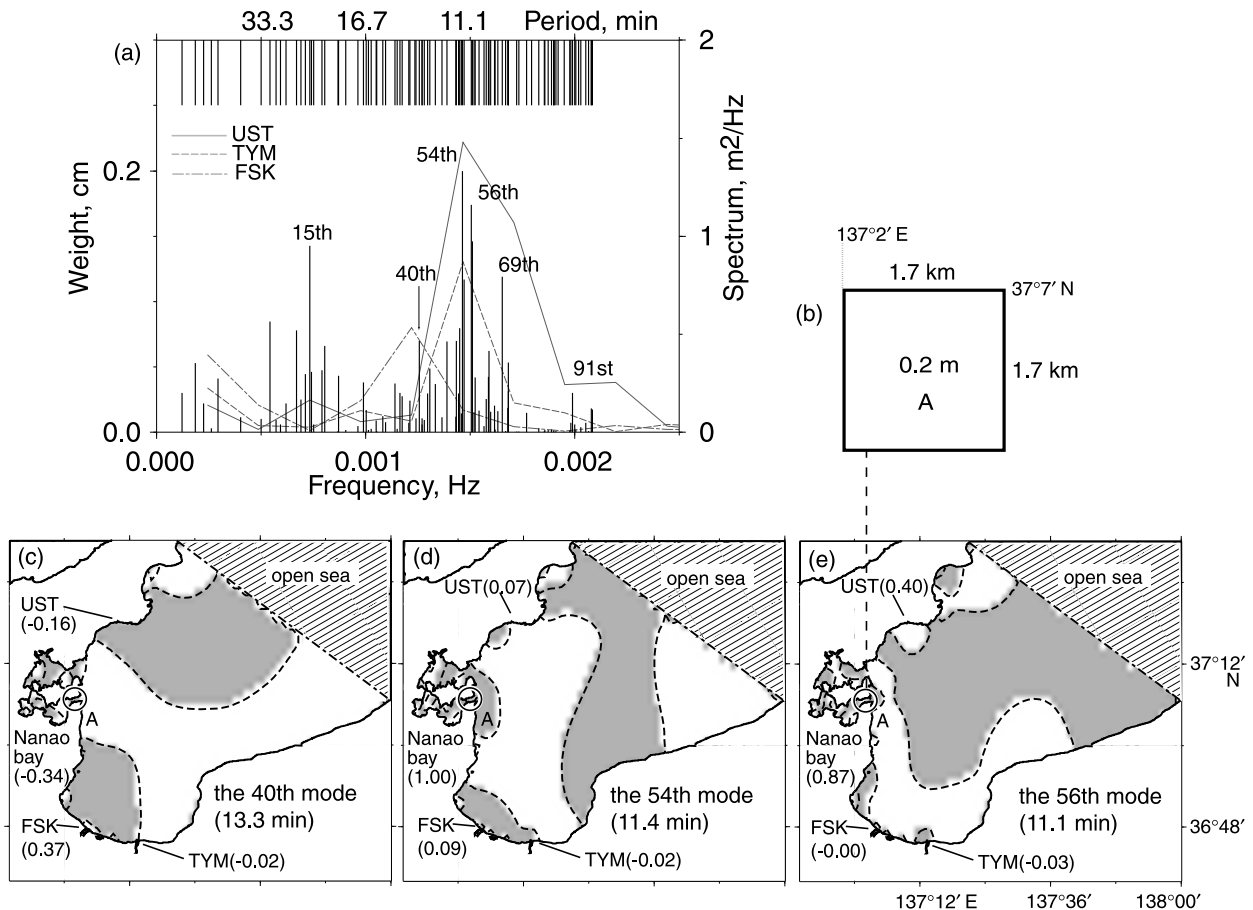 33.3 16.7 11.1 Period, min
(a)
2
UST
TYM
FSK
54th
56th
15th
40th
69th
91st
0.2
0.0
1
0
Weight, cm
Spectrum, m2/Hz
0.000 0.001 0.002
Frequency, Hz
137°2′ E
1.7 km
37°7′ N
(b)
0.2 m
1.7 km
A
(c)
open sea
UST
(-0.16)
A
Nanao
bay
(-0.34)
the 40th mode
(13.3 min)
FSK
(0.37)
TYM(-0.02)
(d)
open sea
UST(0.07)
A
Nanao
bay
(1.00)
the 54th mode
(11.4 min)
FSK
(0.09)
TYM(-0.02)
(e)
open sea
UST(0.40)
A
Nanao
bay
(0.87)
the 56th mode
(11.1 min)
FSK
(-0.00)
TYM(-0.03)
37°12′
N
36°48′
137°12′ E 137°36′ 138°00′